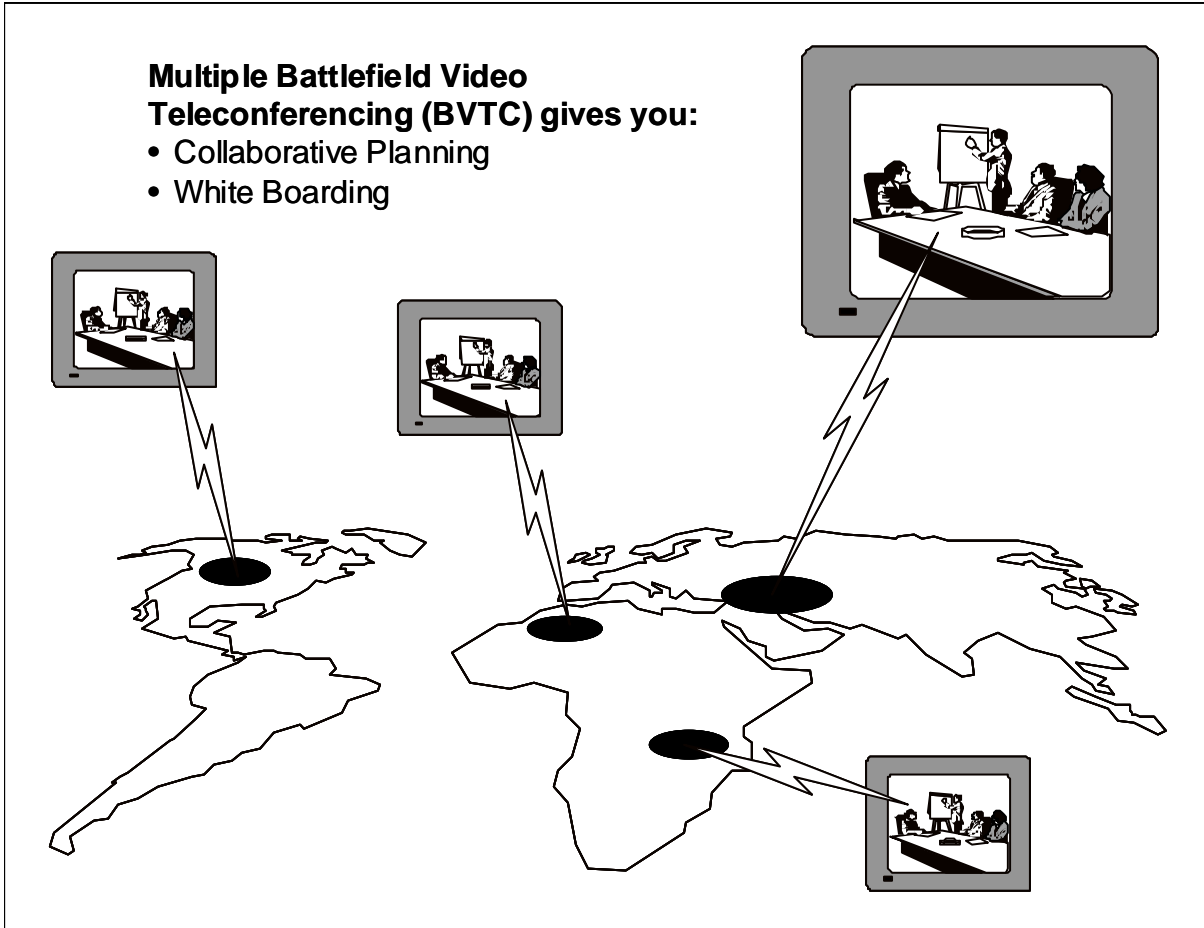 Multiple Battlefield Video
Teleconferencing (BVTC) gives you:
• Collaborative Planning
• White Boarding